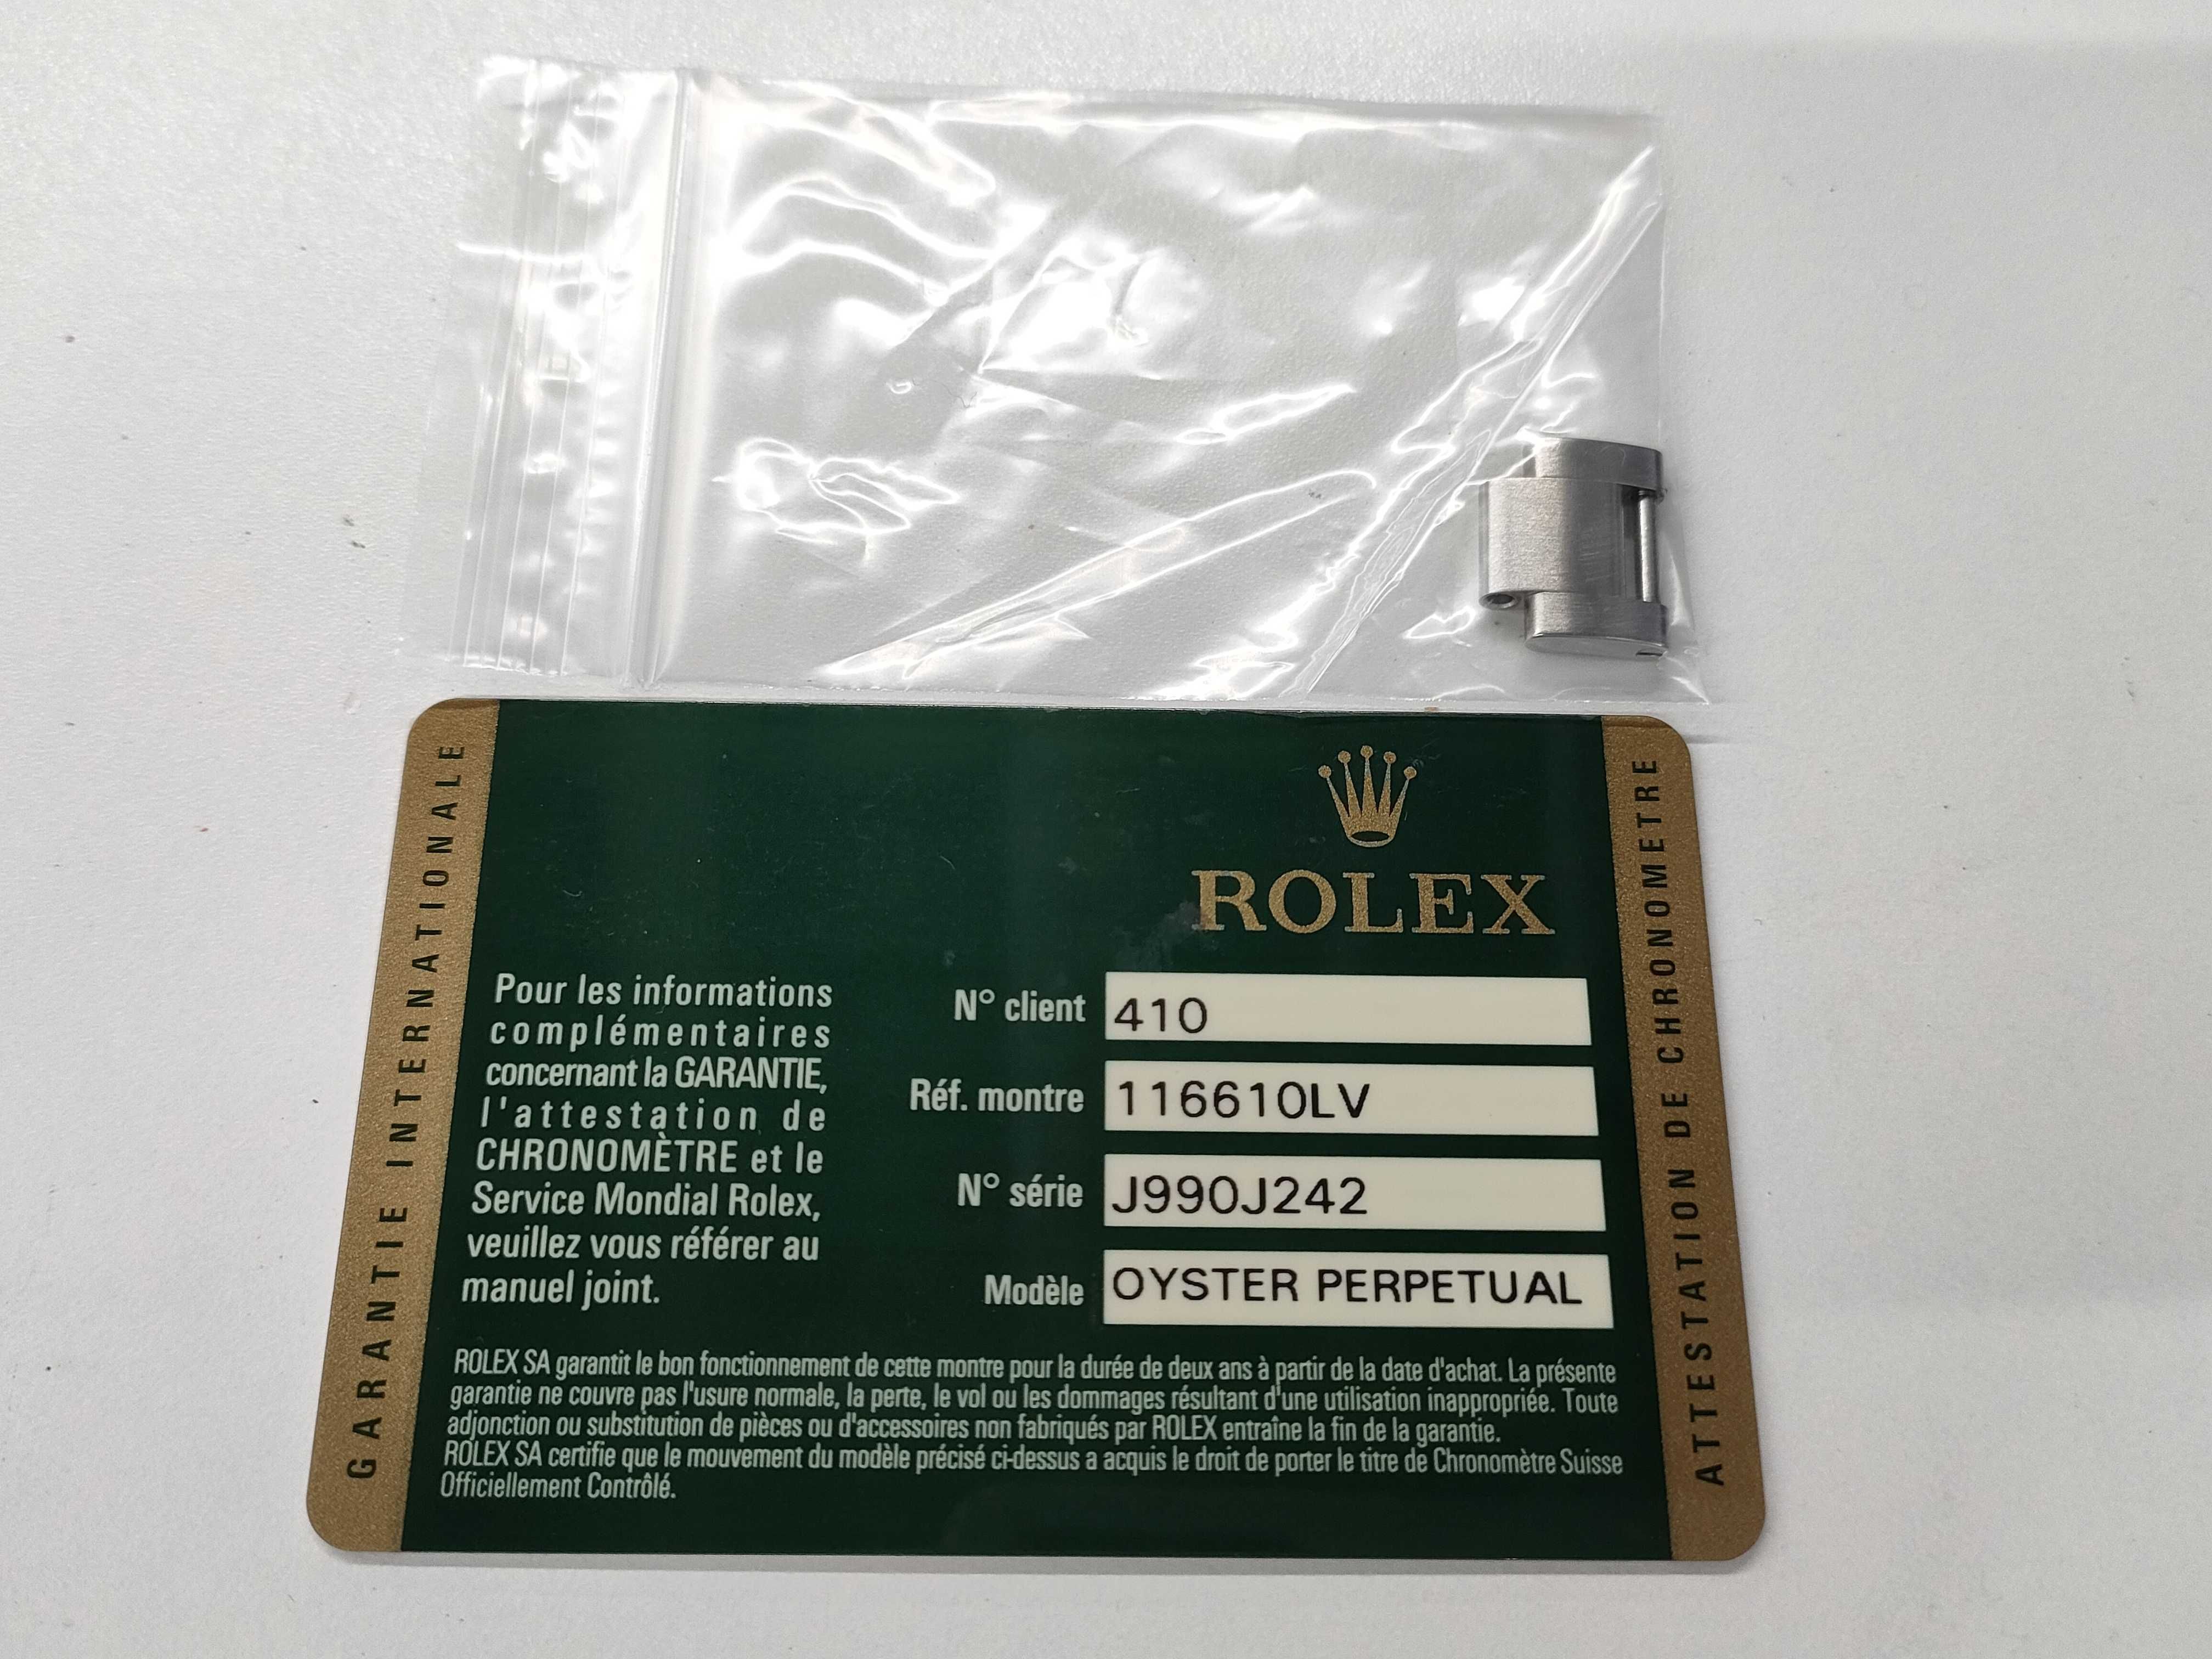 GARANTIE INTERNATIONALE
ROLEX
Pour les informations
complémentaires
concernant la GARANTIE,
l'attestation de
CHRONOMÈTRE et le
Service Mondial Rolex,
veuillez vous référer au
manuel joint.
N° client 410
Réf. montre 116610LV
N° série J990J242
Modèle OYSTER PERPETUAL
ROLEX SA garantit le bon fonctionnement de cette montre pour la durée de deux ans à partir de la date d'achat. La présente
garantie ne couvre pas l'usure normale, la perte, le vol ou les dommages résultant d'une utilisation inappropriée. Toute
adjonction ou substitution de pièces ou d'accessoires non fabriqués par ROLEX entraîne la fin de la garantie.
ROLEX SA certifie que le mouvement du modèle précisé ci-dessus a acquis le droit de porter le titre de Chronomètre Suisse
Officiellement Contrôlé.
ATTESTATION DE CHRONOMETRE